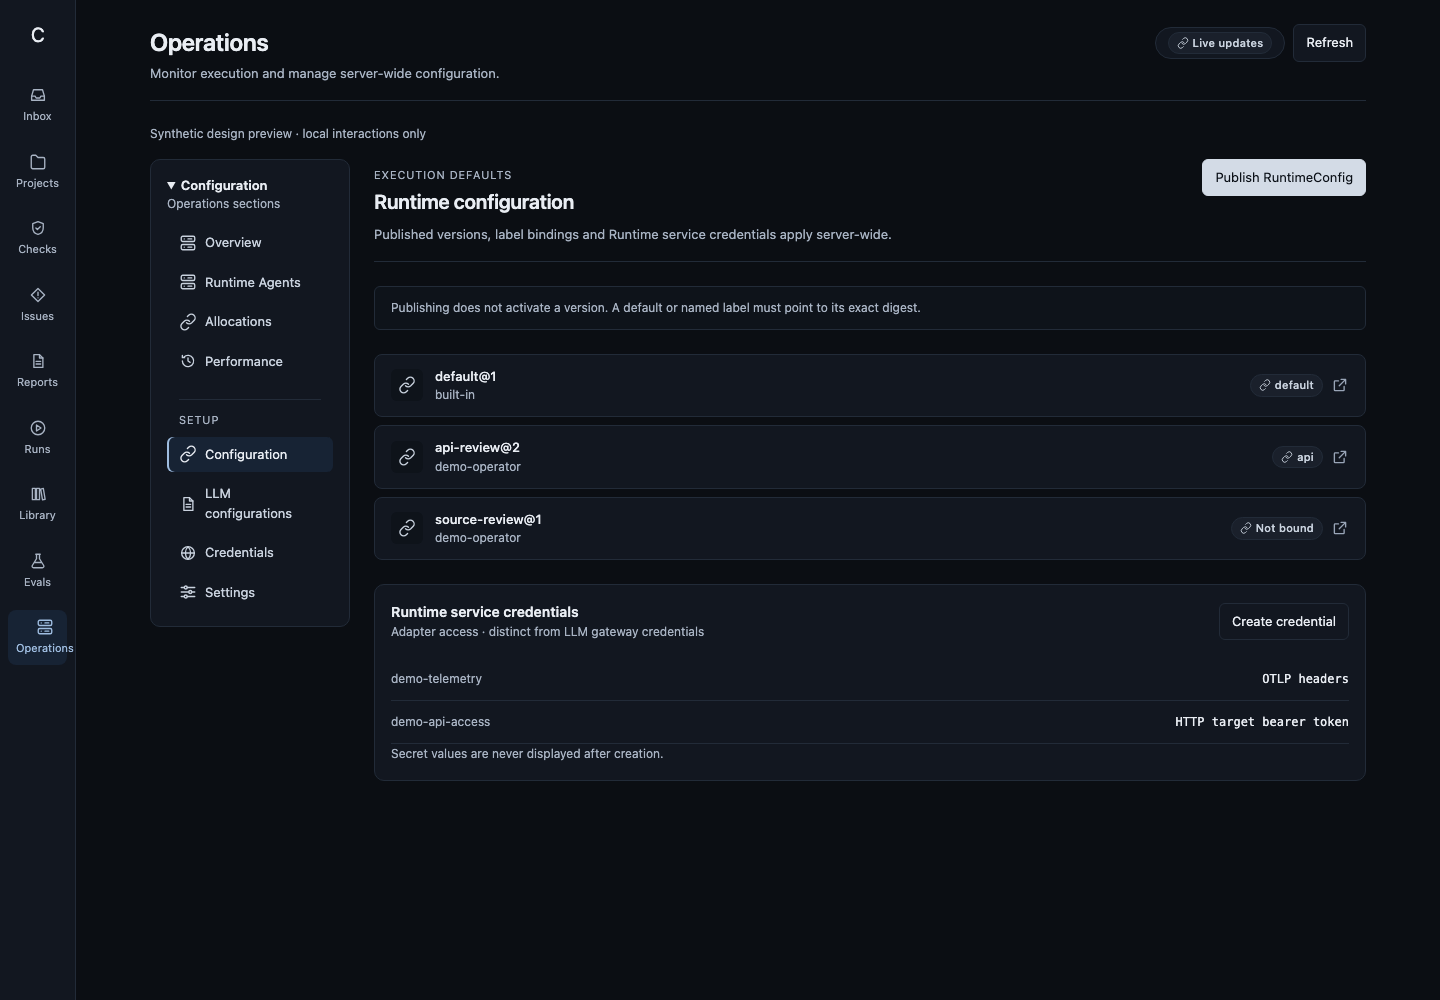 C
Inbox
Projects
Checks
Issues
Reports
Runs
Library
Evals
Operations
Operations
Monitor execution and manage server-wide configuration.
Live updates
Refresh
Synthetic design preview · local interactions only
Configuration
Operations sections
Overview
Runtime Agents
Allocations
Performance
SETUP
Configuration
LLM
configurations
Credentials
Settings
EXECUTION DEFAULTS
Runtime configuration
Published versions, label bindings and Runtime service credentials apply server-wide.
Publish RuntimeConfig
Publishing does not activate a version. A default or named label must point to its exact digest.
default@1
built-in
default
api-review@2
demo-operator
api
source-review@1
demo-operator
Not bound
Runtime service credentials
Adapter access · distinct from LLM gateway credentials
Create credential
demo-telemetry
OTLP headers
demo-api-access
HTTP target bearer token
Secret values are never displayed after creation.